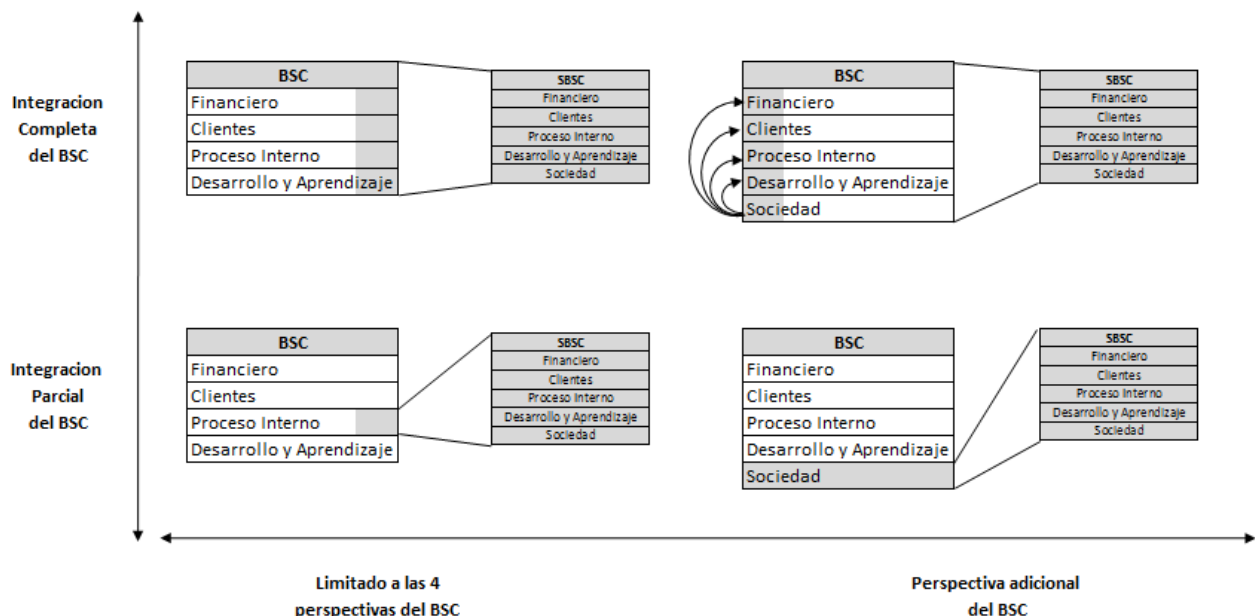 Integracion
Completa
del BSC
BSC
Financiero
Clientes
Proceso Interno
Desarrollo y Aprendizaje
SBSC
Financiero
Clientes
Proceso Interno
Desarrollo y Aprendizaje
Sociedad
BSC
Financiero
Clientes
Proceso Interno
Desarrollo y Aprendizaje
Sociedad
SBSC
Financiero
Clientes
Proceso Interno
Desarrollo y Aprendizaje
Sociedad
Integracion
Parcial
del BSC
BSC
Financiero
Clientes
Proceso Interno
Desarrollo y Aprendizaje
SBSC
Financiero
Clientes
Proceso Interno
Desarrollo y Aprendizaje
Sociedad
BSC
Financiero
Clientes
Proceso Interno
Desarrollo y Aprendizaje
Sociedad
SBSC
Financiero
Clientes
Proceso Interno
Desarrollo y Aprendizaje
Sociedad
Limitado a las 4
perspectivas del BSC
Perspectiva adicional
del BSC